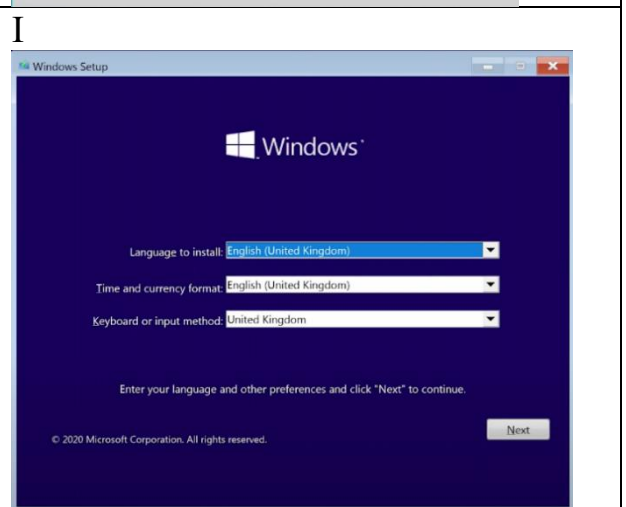 I
Windows Setup
Windows
Language to install: English (United Kingdom)
Time and currency format: English (United Kingdom)
Keyboard or input method: United Kingdom
Enter your language and other preferences and click "Next" to continue.
Next
© 2020 Microsoft Corporation. All rights reserved.